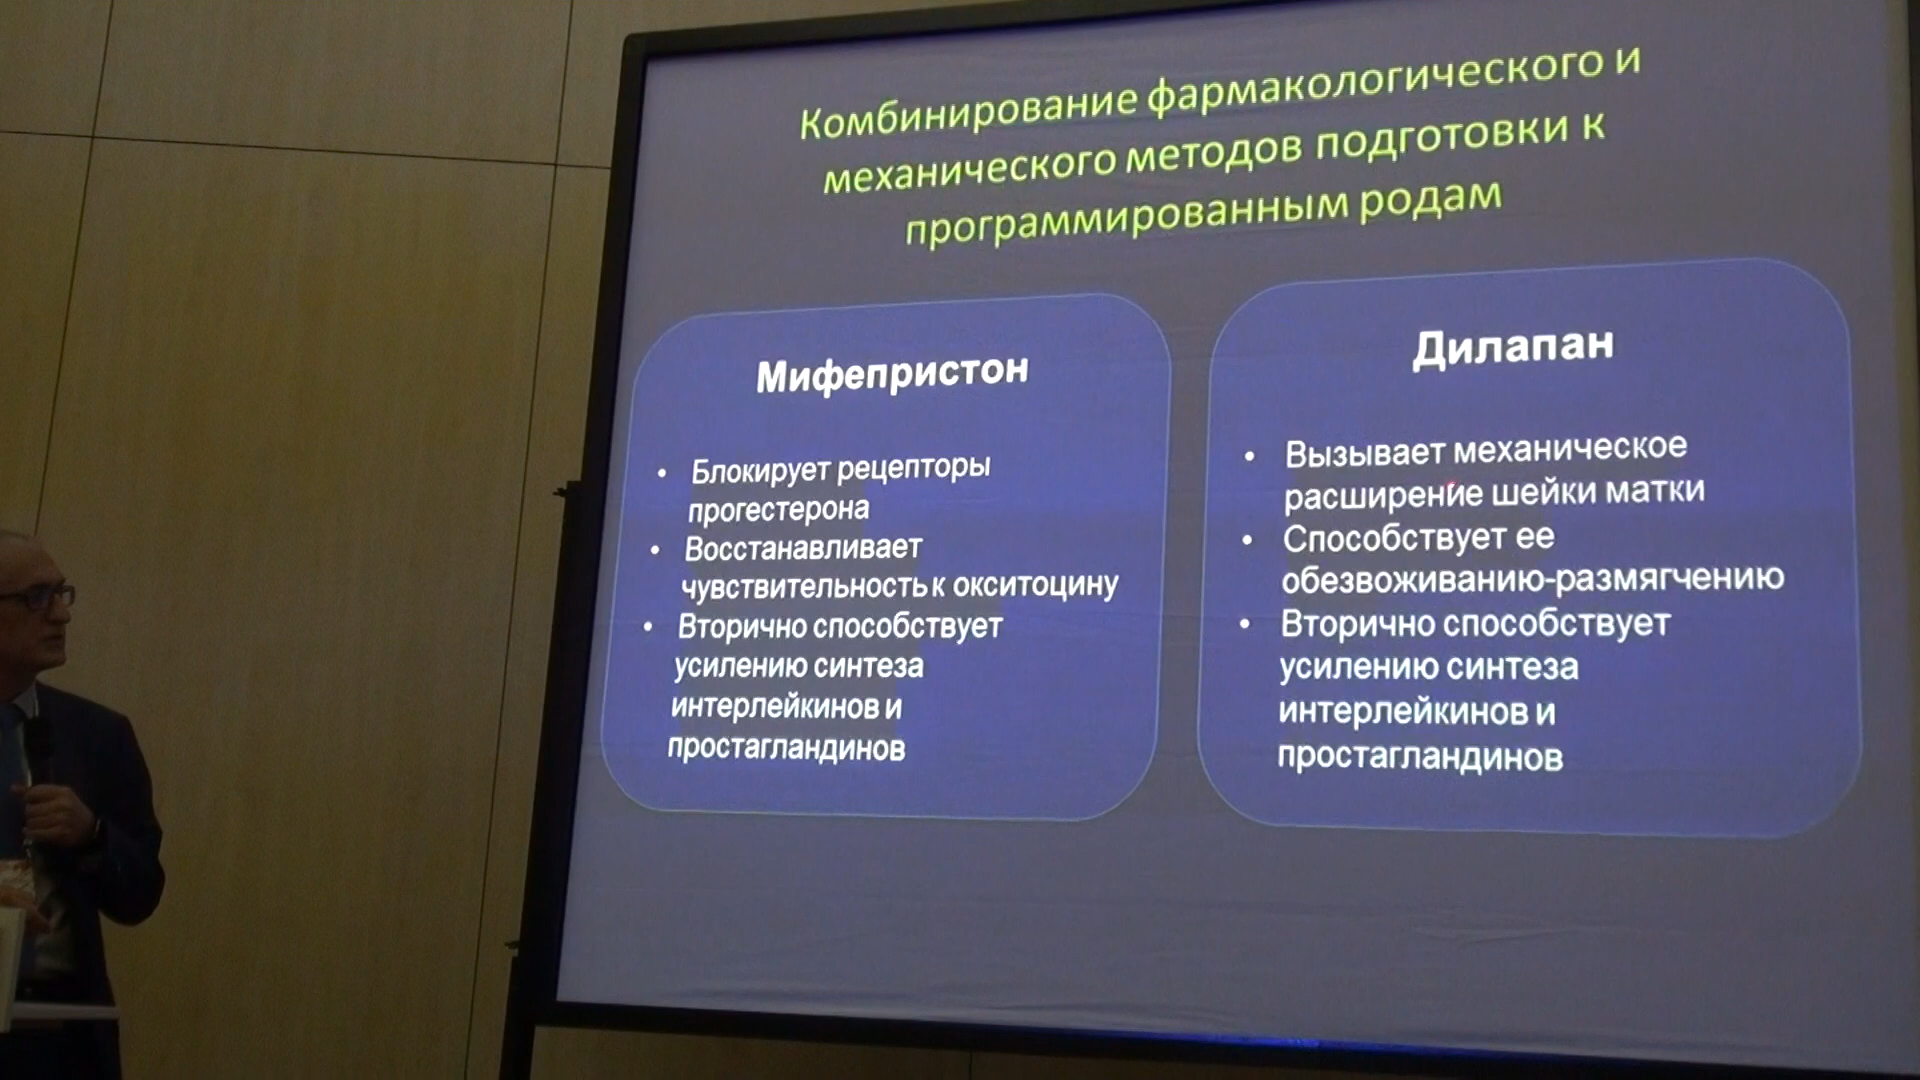 Комбинирование фармакологического и
механического методов подготовки к
программированным родам
Мифепристон
• Блокирует рецепторы
прогестерона
• Восстанавливает
чувствительность к окситоцину
• Вторично способствует
усилению синтеза
интерлейкинов и
простагландинов
Дилапан
• Вызывает механическое
расширение шейки матки
• Способствует ее
обезвоживанию-размягчению
• Вторично способствует
усилению синтеза
интерлейкинов и
простагландинов